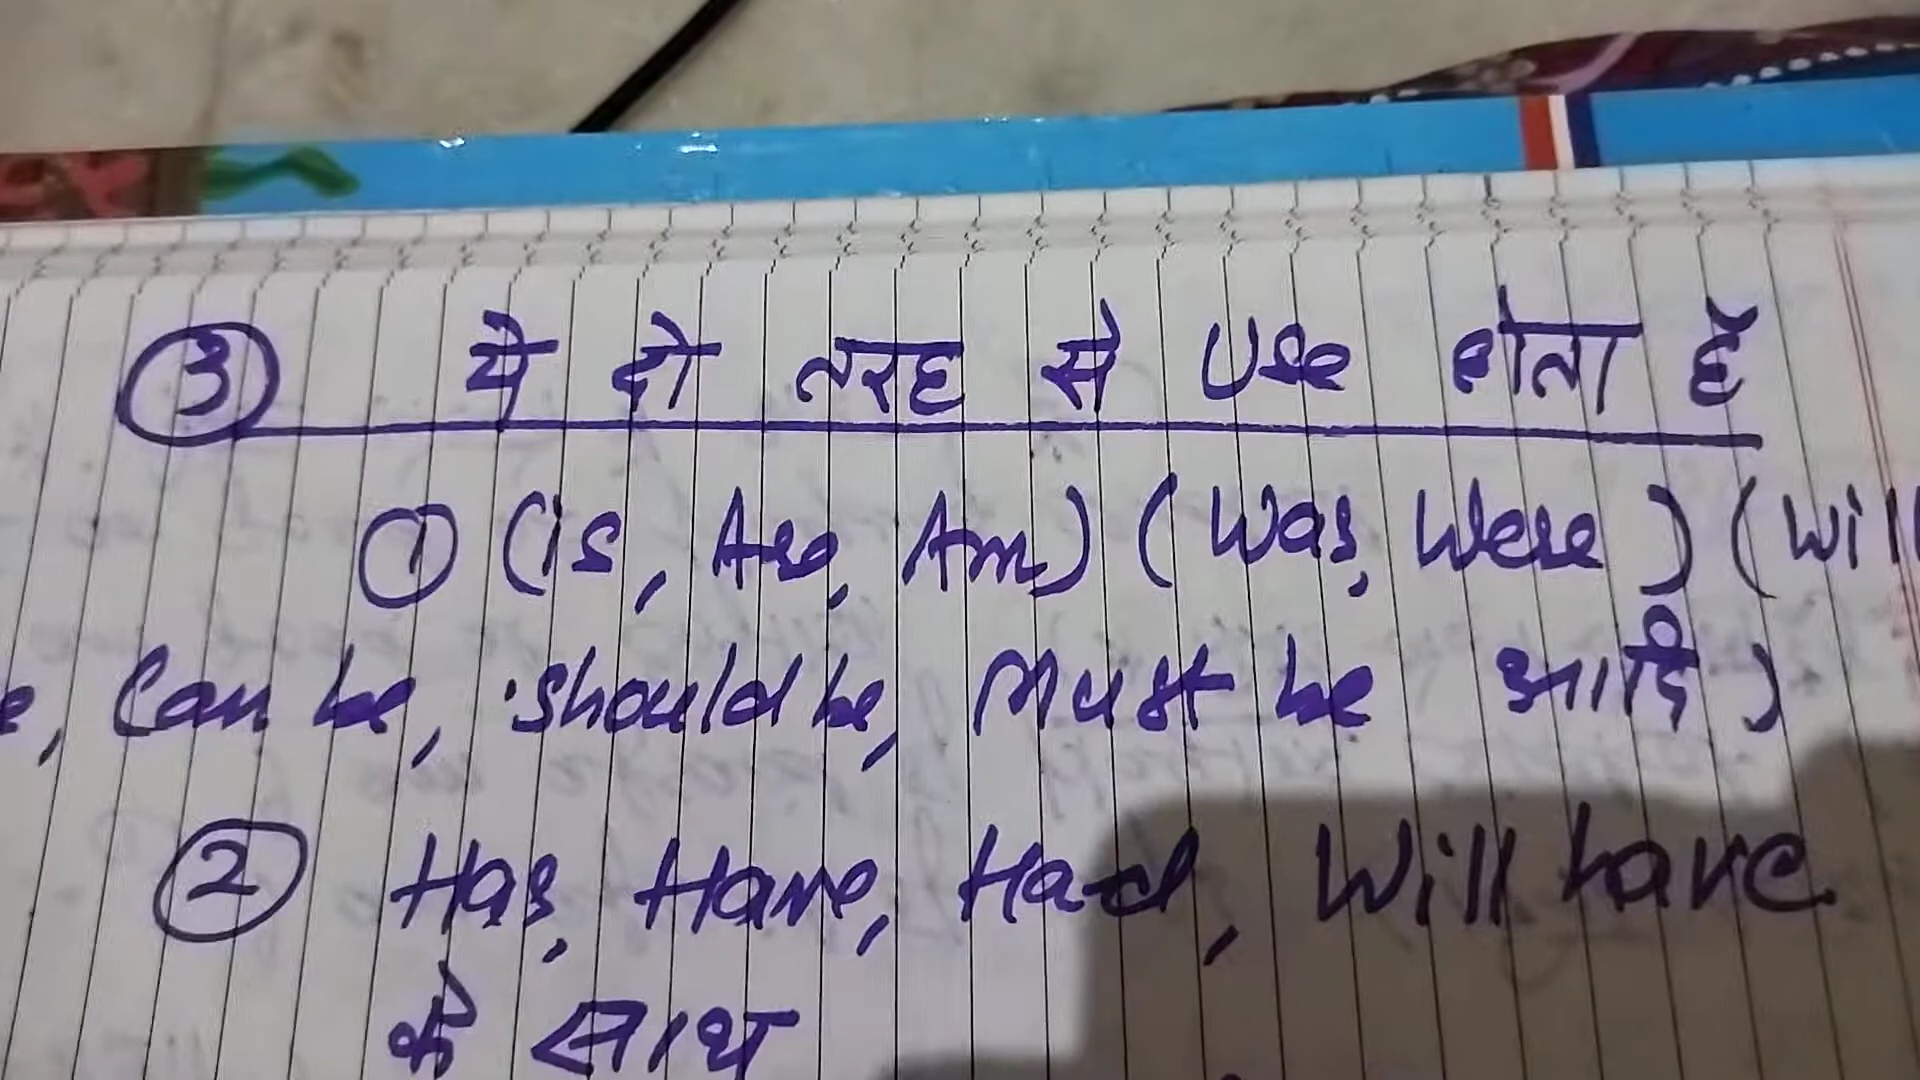 ③ ये दो तरह से Use होता है
① (is, Are, Am) (Was, Were) (will
can be, should be, Must be आदि)
② Has, Have, Had, Will have
के साथ